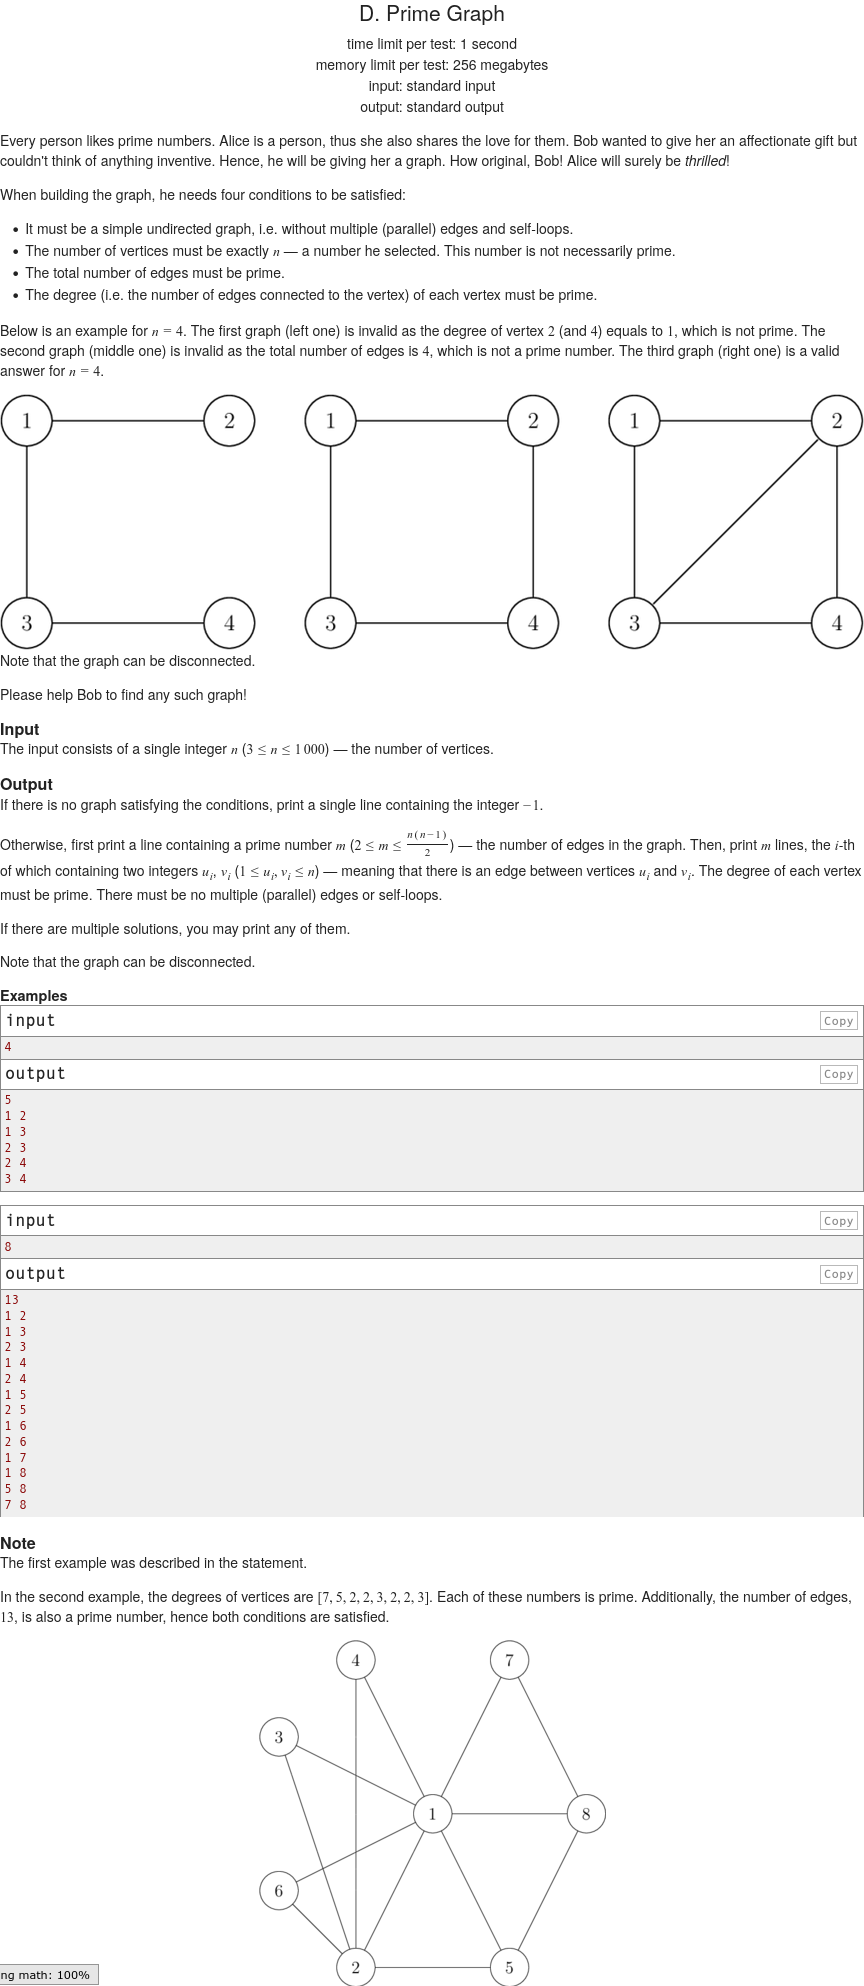 D. Prime Graph
time limit per test: 1 second
memory limit per test: 256 megabytes
input: standard input
output: standard output
Every person likes prime numbers. Alice is a person, thus she also shares the love for them. Bob wanted to give her an affectionate gift but
couldn't think of anything inventive. Hence, he will be giving her a graph. How original, Bob! Alice will surely be thrilled!
When building the graph, he needs four conditions to be satisfied:
• It must be a simple undirected graph, i.e. without multiple (parallel) edges and self-loops.
• The number of vertices must be exactly n — a number he selected. This number is not necessarily prime.
• The total number of edges must be prime.
• The degree (i.e. the number of edges connected to the vertex) of each vertex must be prime.
Below is an example for n = 4. The first graph (left one) is invalid as the degree of vertex 2 (and 4) equals to 1, which is not prime. The
second graph (middle one) is invalid as the total number of edges is 4, which is not a prime number. The third graph (right one) is a valid
answer for n = 4.
1 2 1 2 1 2
3 4 3 4 3 4
Note that the graph can be disconnected.
Please help Bob to find any such graph!
Input
The input consists of a single integer n (3 ≤ n ≤ 1 000) — the number of vertices.
Output
If there is no graph satisfying the conditions, print a single line containing the integer −1.
Otherwise, first print a line containing a prime number m (2 ≤ m ≤ n(n−1)/2) — the number of edges in the graph. Then, print m lines, the i-th
of which containing two integers u_i, v_i (1 ≤ u_i, v_i ≤ n) — meaning that there is an edge between vertices u_i and v_i. The degree of each vertex
must be prime. There must be no multiple (parallel) edges or self-loops.
If there are multiple solutions, you may print any of them.
Note that the graph can be disconnected.
Examples
input Copy
4
output Copy
5
1 2
1 3
2 3
2 4
3 4
input Copy
8
output Copy
13
1 2
1 3
2 3
1 4
2 4
1 5
2 5
1 6
2 6
1 7
1 8
5 8
7 8
Note
The first example was described in the statement.
In the second example, the degrees of vertices are [7, 5, 2, 2, 3, 2, 2, 3]. Each of these numbers is prime. Additionally, the number of edges,
13, is also a prime number, hence both conditions are satisfied.
4 7
3
1 8
6
2 5
ng math: 100%